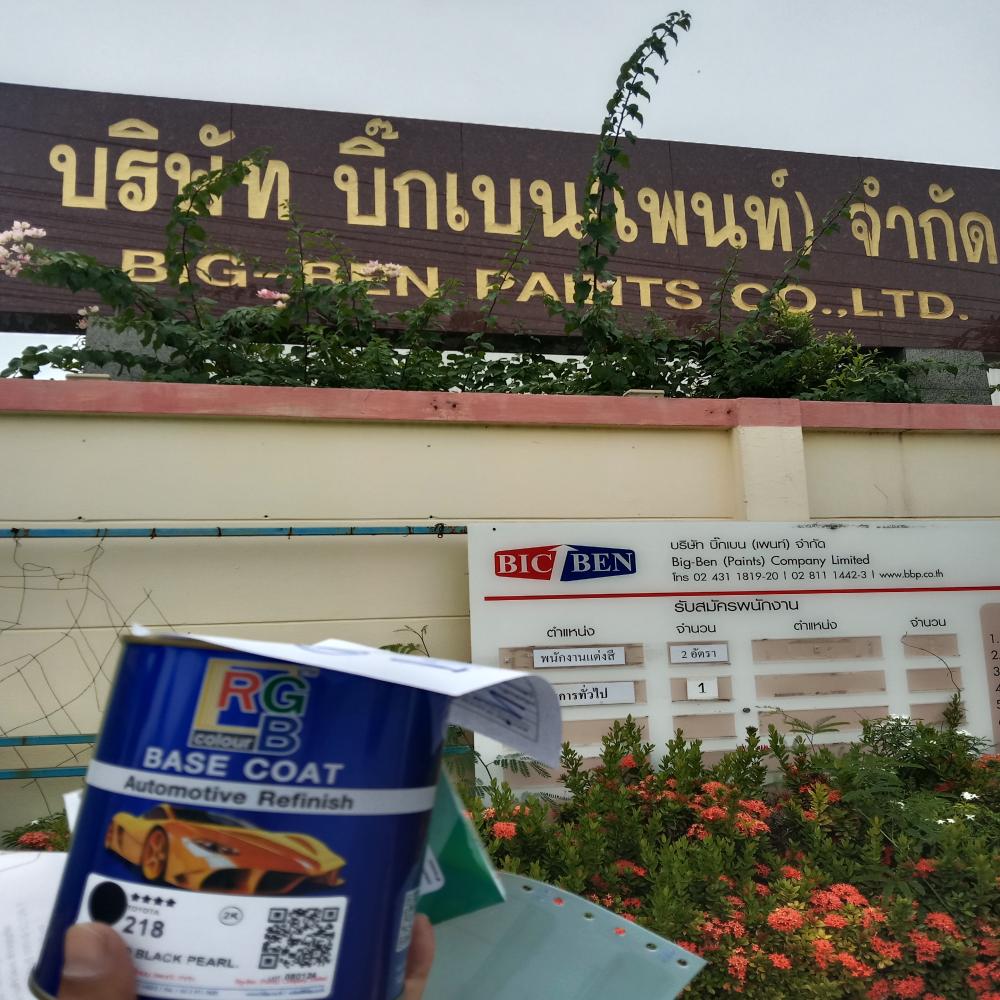 บริษัท บิ๊กเบน (เพนท์) จำกัด
BIG-BEN PAINTS CO.,LTD.
BIG BEN
บริษัท บิ๊กเบน (เพนท์) จำกัด
Big-Ben (Paints) Company Limited
โทร 02 431 1819-20 | 02 811 1442-3 | www.bbp.co.th
รับสมัครพนักงาน
ตำแหน่ง จำนวน ตำแหน่ง จำนวน
พนักงานแต่งสี 2 อัตรา
การทั่วไป 1
1.
2.
3.
RGB
colour
BASE COAT
Automotive Refinish
TOYOTA
218 2K
BLACK PEARL.
LOT 080124